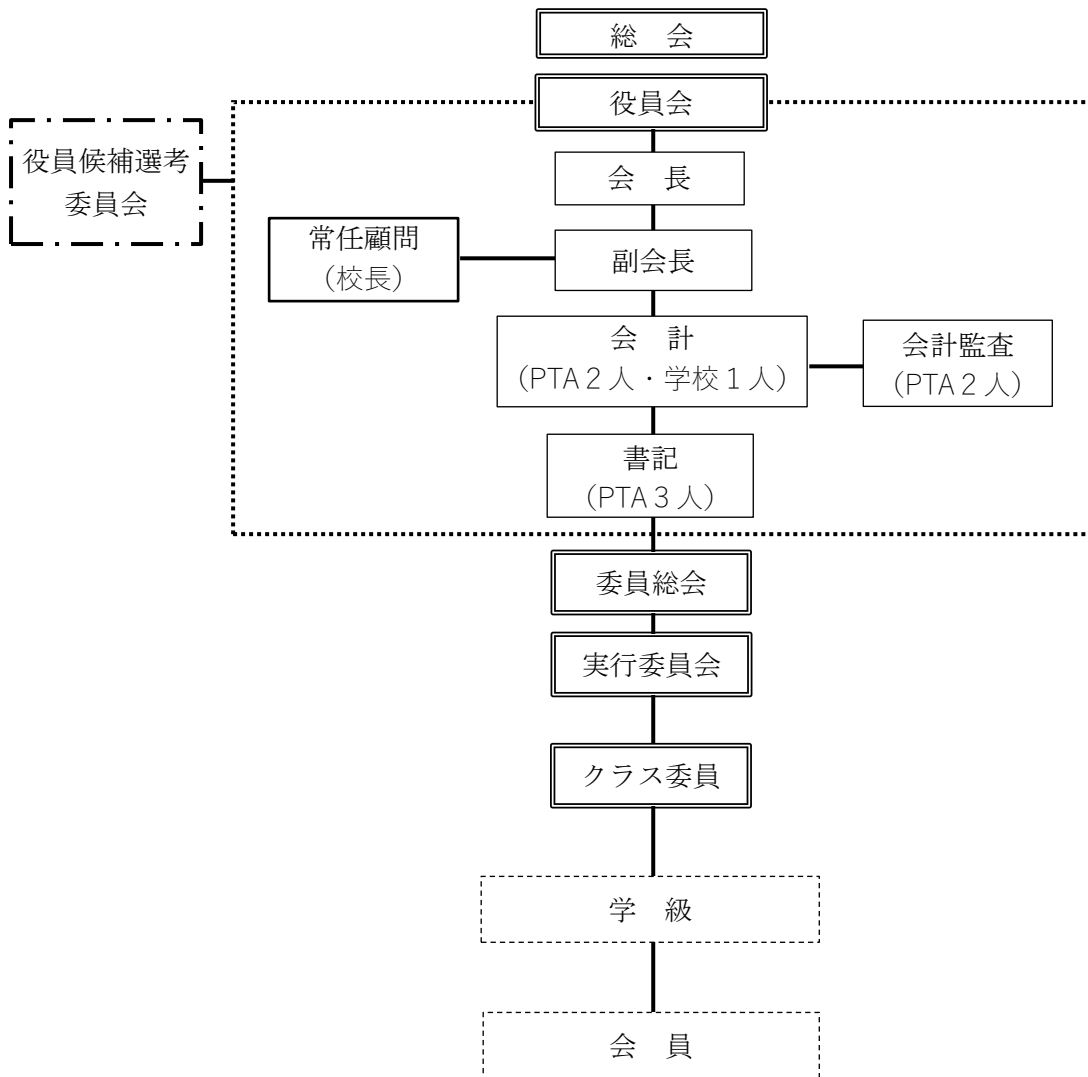 総　会
役員会
役員候補選考
委員会
会　長
常任顧問
（校長）
副会長
会　計
（PTA２人・学校１人）
会計監査
（PTA２人）
書記
（PTA３人）
委員総会
実行委員会
クラス委員
学　級
会　員